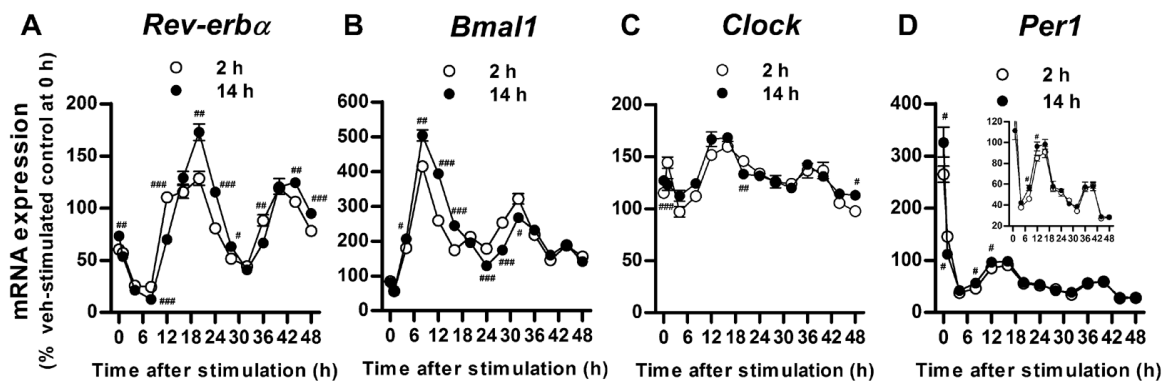 A Rev-erbα
2 h
14 h
mRNA expression
(% veh-stimulated control at 0 h)
200
150
100
50
0
##
##
###
###
###
#
##
##
###
0 6 12 18 24 30 36 42 48
Time after stimulation (h)
B Bmal1
2 h
14 h
600
500
400
300
200
100
0
#
##
###
###
###
###
#
0 6 12 18 24 30 36 42 48
Time after stimulation (h)
C Clock
2 h
14 h
200
150
100
50
0
###
##
#
0 6 12 18 24 30 36 42 48
Time after stimulation (h)
D Per1
2 h
14 h
400
300
200
100
0
#
#
#
#
0 6 12 18 24 30 36 42 48
Time after stimulation (h)
120
100
80
60
40
20
#
#
#
0 6 12 18 24 30 36 42 48